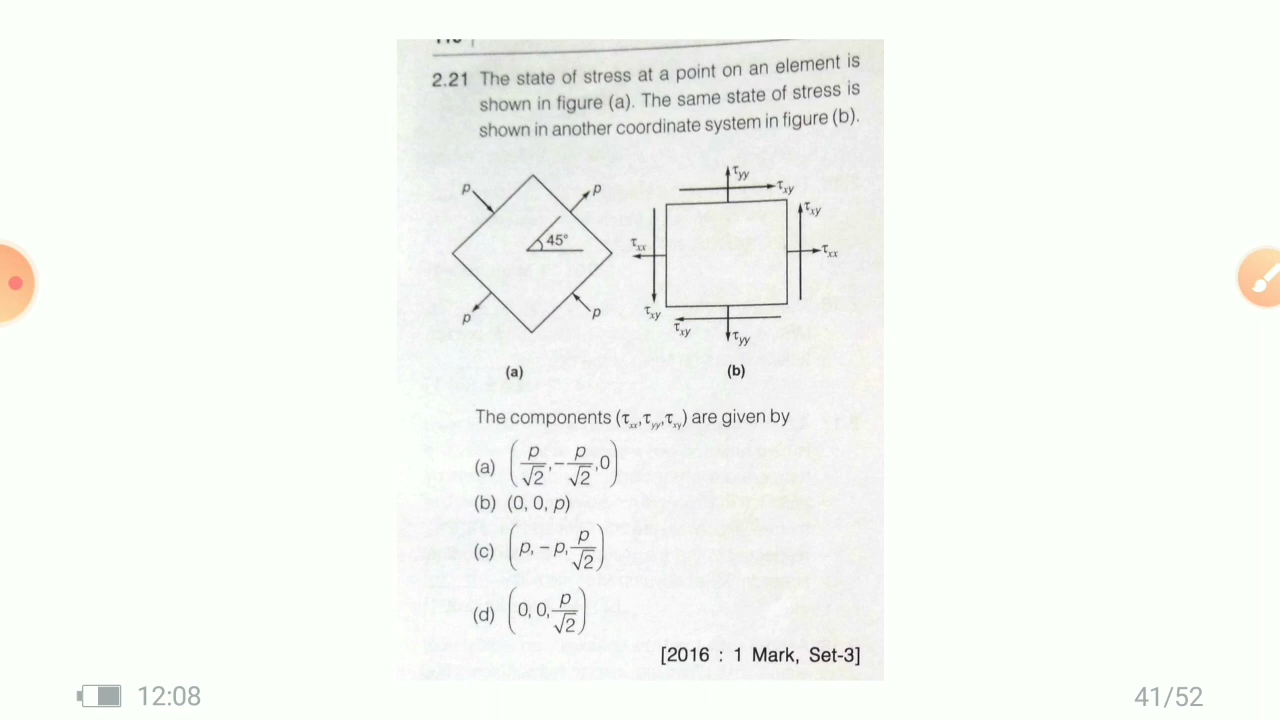 2.21 The state of stress at a point on an element is
shown in figure (a). The same state of stress is
shown in another coordinate system in figure (b).
p p
45°
p p
(a)
τyy
τxy
τxy
τxx τxx
τxy
τxy
τyy
(b)
The components (τxx, τyy, τxy) are given by
(a) (p/√2, -p/√2, 0)
(b) (0, 0, p)
(c) (p, – p, p/√2)
(d) (0, 0, p/√2)
[2016 : 1 Mark, Set-3]
12:08 41/52